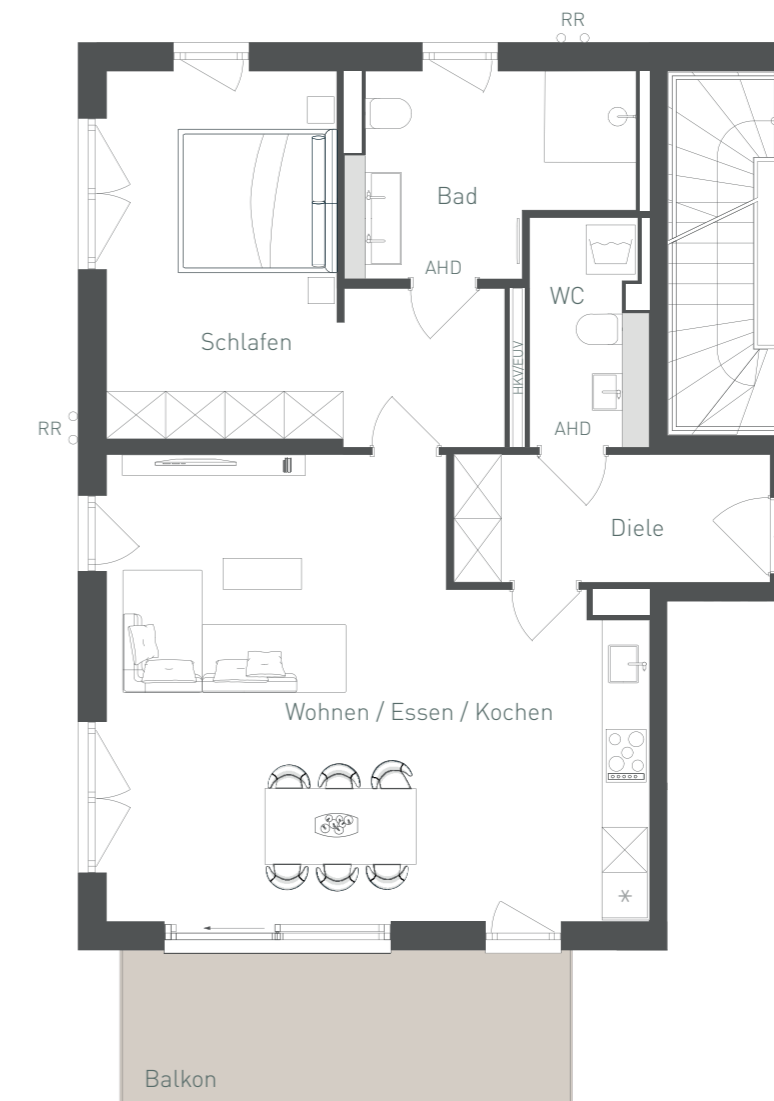 RR
Bad
AHD
WC
Schlafen
HKV/EUV
RR
AHD
Diele
Wohnen / Essen / Kochen
*
Balkon